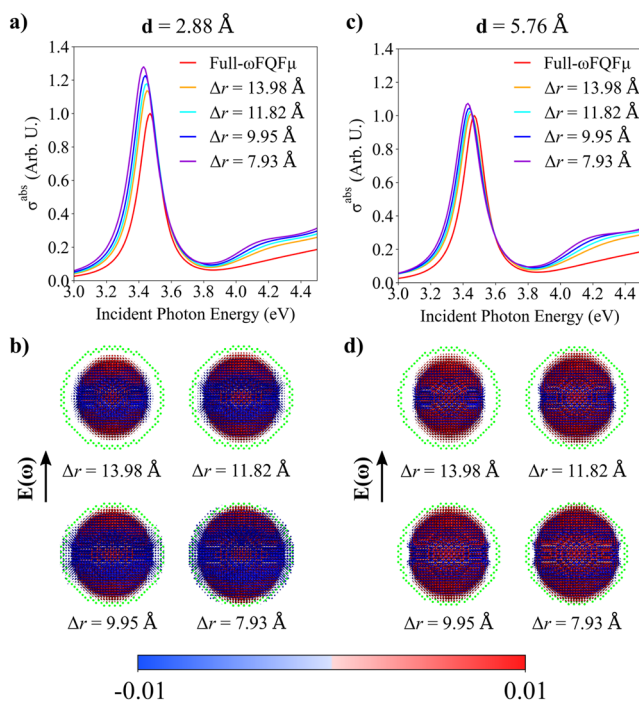 a) d = 2.88 Å
1.4
1.2
1.0
0.8
0.6
0.4
0.2
0.0
σabs (Arb. U.)
Full-ωFQFμ
Δr = 13.98 Å
Δr = 11.82 Å
Δr = 9.95 Å
Δr = 7.93 Å
3.0 3.2 3.4 3.6 3.8 4.0 4.2 4.4
Incident Photon Energy (eV)
c) d = 5.76 Å
1.4
1.2
1.0
0.8
0.6
0.4
0.2
0.0
σabs (Arb. U.)
Full-ωFQFμ
Δr = 13.98 Å
Δr = 11.82 Å
Δr = 9.95 Å
Δr = 7.93 Å
3.0 3.2 3.4 3.6 3.8 4.0 4.2 4.4
Incident Photon Energy (eV)
b)
E(ω)
Δr = 13.98 Å Δr = 11.82 Å
Δr = 9.95 Å Δr = 7.93 Å
d)
E(ω)
Δr = 13.98 Å Δr = 11.82 Å
Δr = 9.95 Å Δr = 7.93 Å
-0.01 0.01